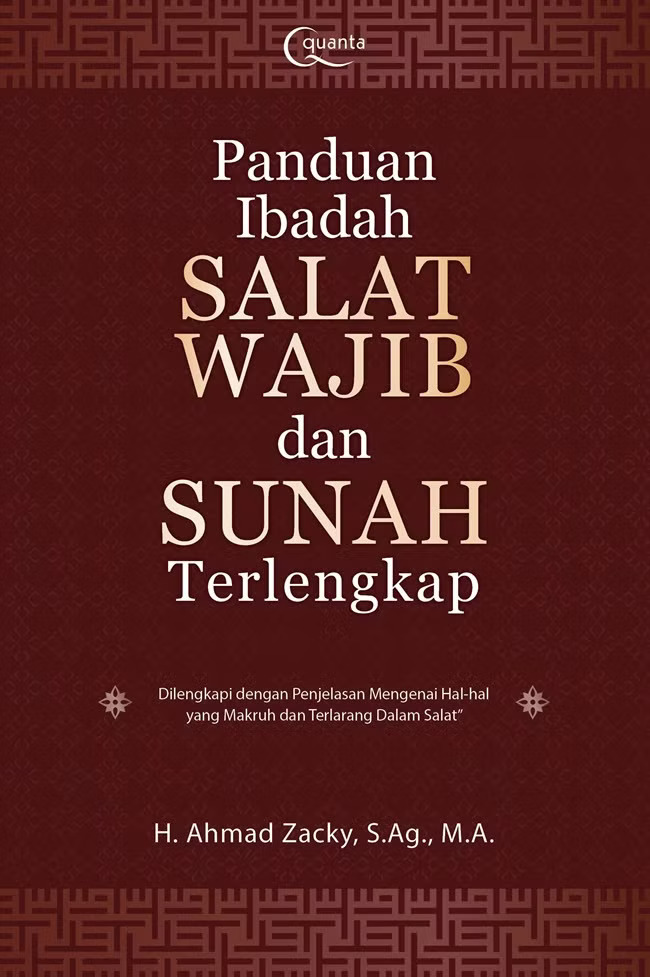 quanta
Panduan
Ibadah
SALAT
WAJIB
dan
SUNAH
Terlengkap
Dilengkapi dengan Penjelasan Mengenai Hal-hal
yang Makruh dan Terlarang Dalam Salat”
H. Ahmad Zacky, S.Ag., M.A.